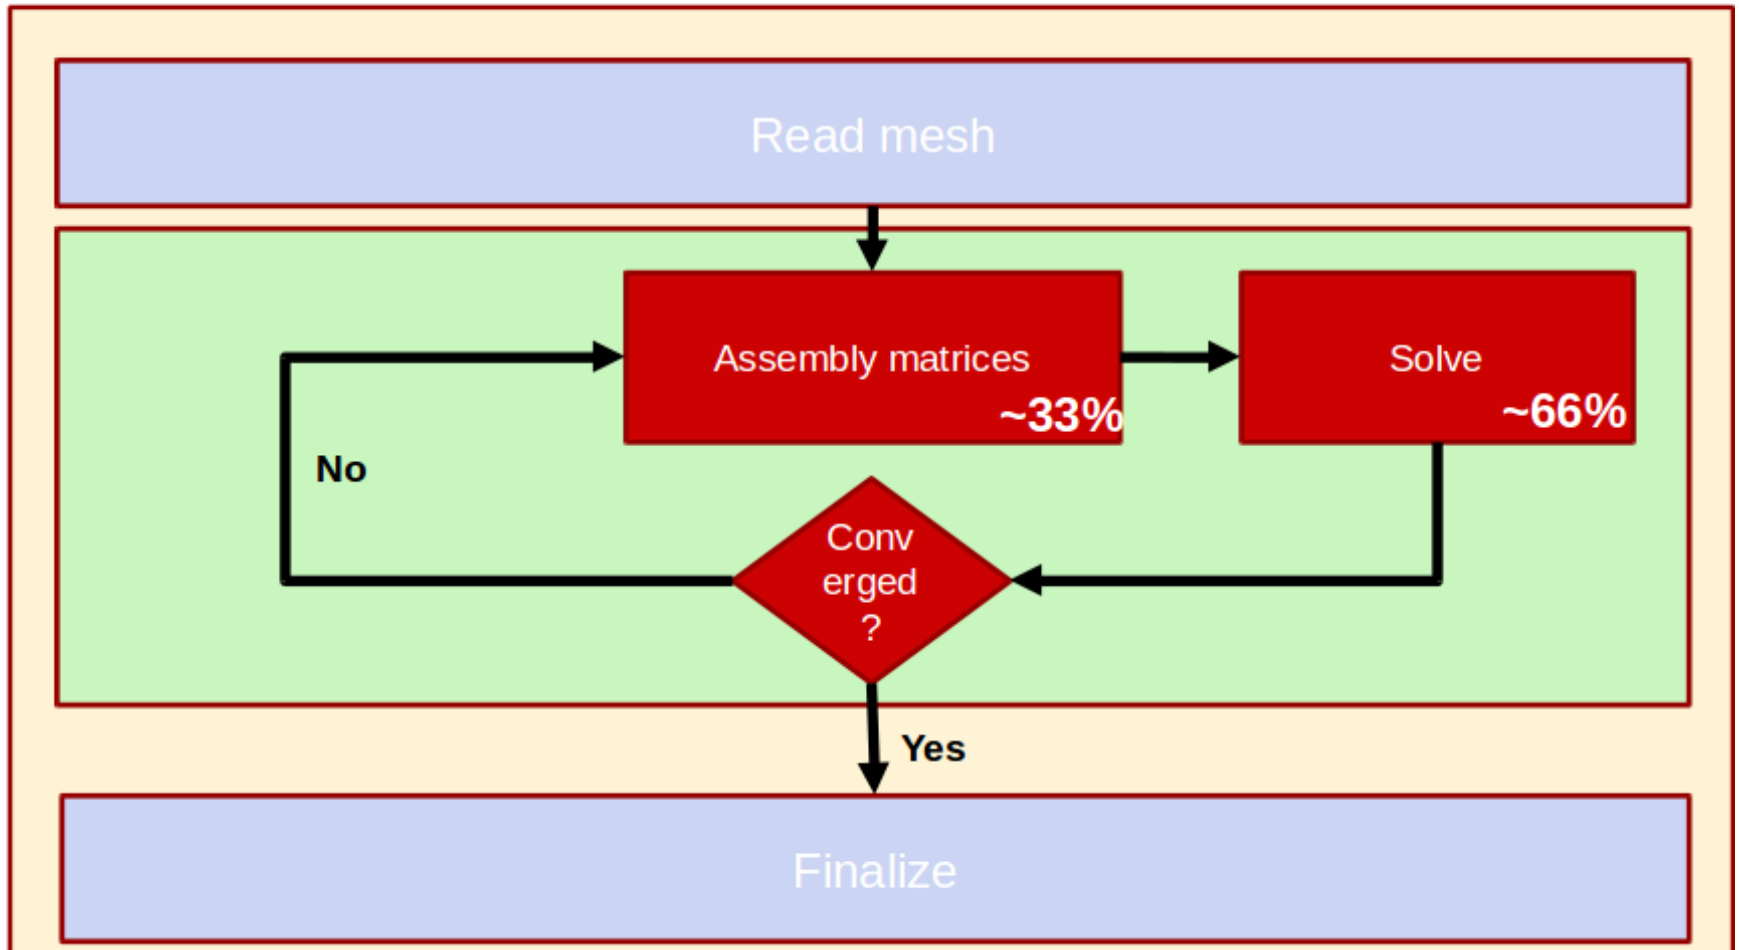 Read mesh
Assembly matrices
~33%
Solve
~66%
No
Conv
erged
?
Yes
Finalize